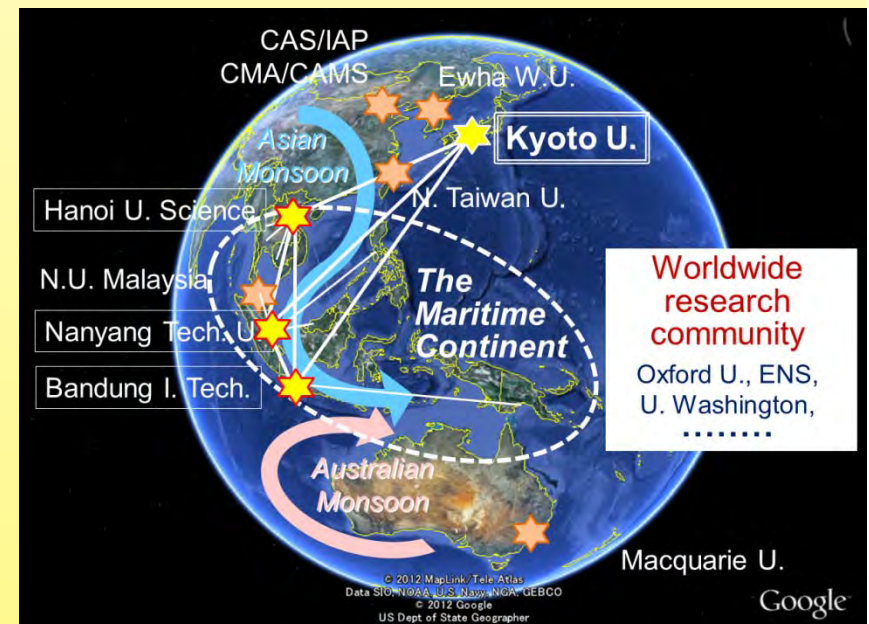 CAS/IAP
CMA/CAMS
Ewha W.U.
Kyoto U.
Asian
Monsoon
Hanoi U. Science
N. Taiwan U.
N.U. Malaysia
The
Maritime
Continent
Nanyang Tech. U
Bandung I. Tech.
Worldwide
research
community
Oxford U., ENS,
U. Washington,
........
Australian
Monsoon
Macquarie U.
© 2012 MapLink/Tele Atlas
Data SIO, NOAA, U.S. Navy, NGA, GEBCO
© 2012 Google
US Dept of State Geographer
Google